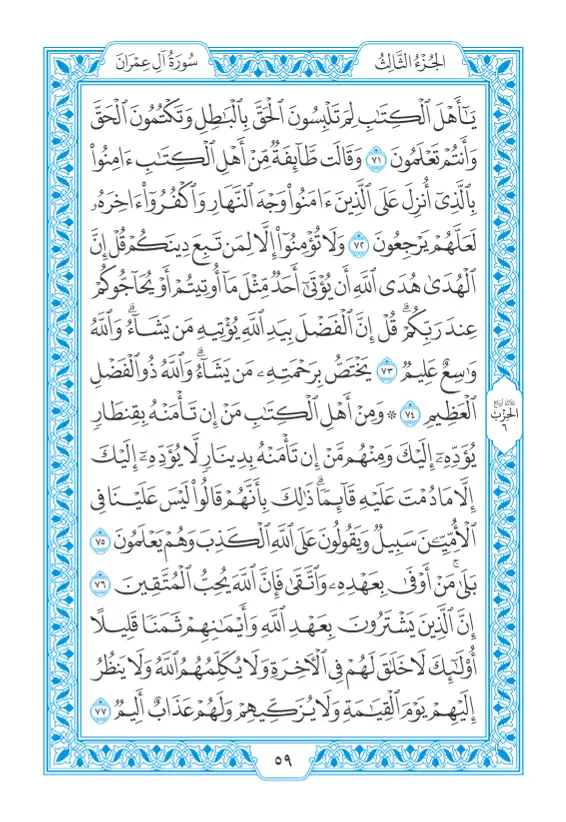 الجُزْءُ الثَّالِثُ
سُورَةُ آلِ عِمْرَانَ
يَٰٓأَهْلَ ٱلْكِتَٰبِ لِمَ تَلْبِسُونَ ٱلْحَقَّ بِٱلْبَٰطِلِ وَتَكْتُمُونَ ٱلْحَقَّ
وَأَنتُمْ تَعْلَمُونَ ٧١ وَقَالَت طَّآئِفَةٌ مِّنْ أَهْلِ ٱلْكِتَٰبِ ءَامِنُوا۟
بِٱلَّذِىٓ أُنزِلَ عَلَى ٱلَّذِينَ ءَامَنُوا۟ وَجْهَ ٱلنَّهَارِ وَٱكْفُرُوٓا۟ ءَاخِرَهُۥ
لَعَلَّهُمْ يَرْجِعُونَ ٧٢ وَلَا تُؤْمِنُوٓا۟ إِلَّا لِمَن تَبِعَ دِينَكُمْ قُلْ إِنَّ
ٱلْهُدَىٰ هُدَى ٱللَّهِ أَن يُؤْتَىٰٓ أَحَدٌ مِّثْلَ مَآ أُوتِيتُمْ أَوْ يُحَآجُّوكُمْ
عِندَ رَبِّكُمْ ۗ قُلْ إِنَّ ٱلْفَضْلَ بِيَدِ ٱللَّهِ يُؤْتِيهِ مَن يَشَآءُ ۗ وَٱللَّهُ
وَٰسِعٌ عَلِيمٌ ٧٣ يَخْتَصُّ بِرَحْمَتِهِۦ مَن يَشَآءُ ۗ وَٱللَّهُ ذُو ٱلْفَضْلِ
ٱلْعَظِيمِ ٧٤ ۞ وَمِنْ أَهْلِ ٱلْكِتَٰبِ مَنْ إِن تَأْمَنْهُ بِقِنطَارٍ
يُؤَدِّهِۦٓ إِلَيْكَ وَمِنْهُم مَّنْ إِن تَأْمَنْهُ بِدِينَارٍ لَّا يُؤَدِّهِۦٓ إِلَيْكَ
إِلَّا مَا دُمْتَ عَلَيْهِ قَآئِمًا ۗ ذَٰلِكَ بِأَنَّهُمْ قَالُوا۟ لَيْسَ عَلَيْنَا فِى
ٱلْأُمِّيِّـۧنَ سَبِيلٌ وَيَقُولُونَ عَلَى ٱللَّهِ ٱلْكَذِبَ وَهُمْ يَعْلَمُونَ ٧٥
بَلَىٰ ۚ مَنْ أَوْفَىٰ بِعَهْدِهِۦ وَٱتَّقَىٰ فَإِنَّ ٱللَّهَ يُحِبُّ ٱلْمُتَّقِينَ ٧٦
إِنَّ ٱلَّذِينَ يَشْتَرُونَ بِعَهْدِ ٱللَّهِ وَأَيْمَٰنِهِمْ ثَمَنًا قَلِيلًا
أُو۟لَٰٓئِكَ لَا خَلَٰقَ لَهُمْ فِى ٱلْءَاخِرَةِ وَلَا يُكَلِّمُهُمُ ٱللَّهُ وَلَا يَنظُرُ
إِلَيْهِمْ يَوْمَ ٱلْقِيَٰمَةِ وَلَا يُزَكِّيهِمْ وَلَهُمْ عَذَابٌ أَلِيمٌ ٧٧
ثلاثة أرباع
الحزب
٦
٥٩